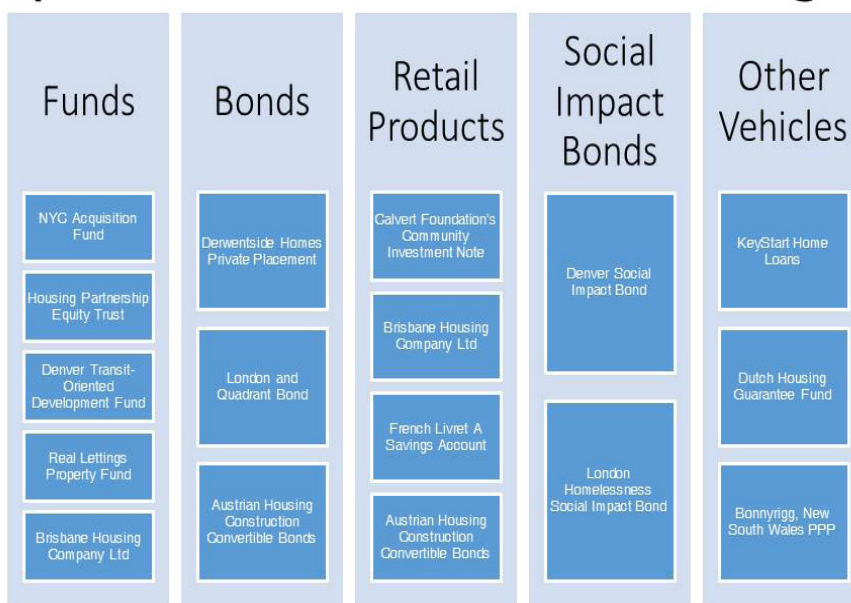 Funds
NYC Acquisition
Fund
Housing Partnership
Equity Trust
Denver Transit-
Oriented
Development Fund
Real Lettings
Property Fund
Brisbane Housing
Company Ltd
Bonds
Derwentside Homes
Private Placement
London and
Quadrant Bond
Austrian Housing
Construction
Convertible Bonds
Retail
Products
Calvert Foundation's
Community
Investment Note
Brisbane Housing
Company Ltd
French Livret A
Savings Account
Austrian Housing
Construction
Convertible Bonds
Social
Impact
Bonds
Denver Social
Impact Bond
London
Homelessness
Social Impact Bond
Other
Vehicles
KeyStart Home
Loans
Dutch Housing
Guarantee Fund
Bonnyrigg, New
South Wales PPP